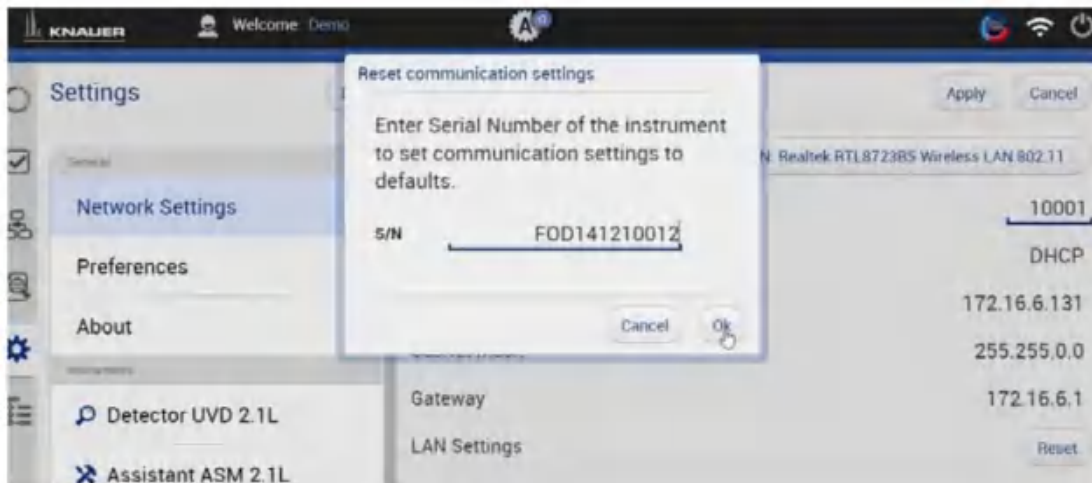 KNAUER
Welcome Demo
A
Settings
Apply
Cancel
General
Network Settings
Preferences
About
Detector UVD 2.1L
Assistant ASM 2.1L
Reset communication settings
Enter Serial Number of the instrument
to set communication settings to
defaults.
S/N FOD141210012
Cancel
Ok
N: Realtek RTL8723BS Wireless LAN 802.11
10001
DHCP
172.16.6.131
255.255.0.0
Gateway 172.16.6.1
LAN Settings Reset